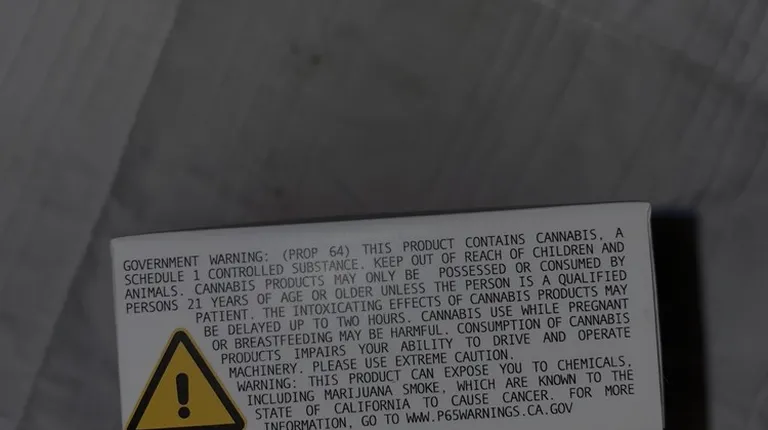 GOVERNMENT WARNING: (PROP 64) THIS PRODUCT CONTAINS CANNABIS, A
SCHEDULE 1 CONTROLLED SUBSTANCE. KEEP OUT OF REACH OF CHILDREN AND
ANIMALS. CANNABIS PRODUCTS MAY ONLY BE POSSESSED OR CONSUMED BY
PERSONS 21 YEARS OF AGE OR OLDER UNLESS THE PERSON IS A QUALIFIED
PATIENT. THE INTOXICATING EFFECTS OF CANNABIS PRODUCTS MAY
BE DELAYED UP TO TWO HOURS. CANNABIS USE WHILE PREGNANT
OR BREASTFEEDING MAY BE HARMFUL. CONSUMPTION OF CANNABIS
PRODUCTS IMPAIRS YOUR ABILITY TO DRIVE AND OPERATE
MACHINERY. PLEASE USE EXTREME CAUTION.
WARNING: THIS PRODUCT CAN EXPOSE YOU TO CHEMICALS,
INCLUDING MARIJUANA SMOKE, WHICH ARE KNOWN TO THE
STATE OF CALIFORNIA TO CAUSE CANCER. FOR MORE
INFORMATION, GO TO WWW.P65WARNINGS.CA.GOV